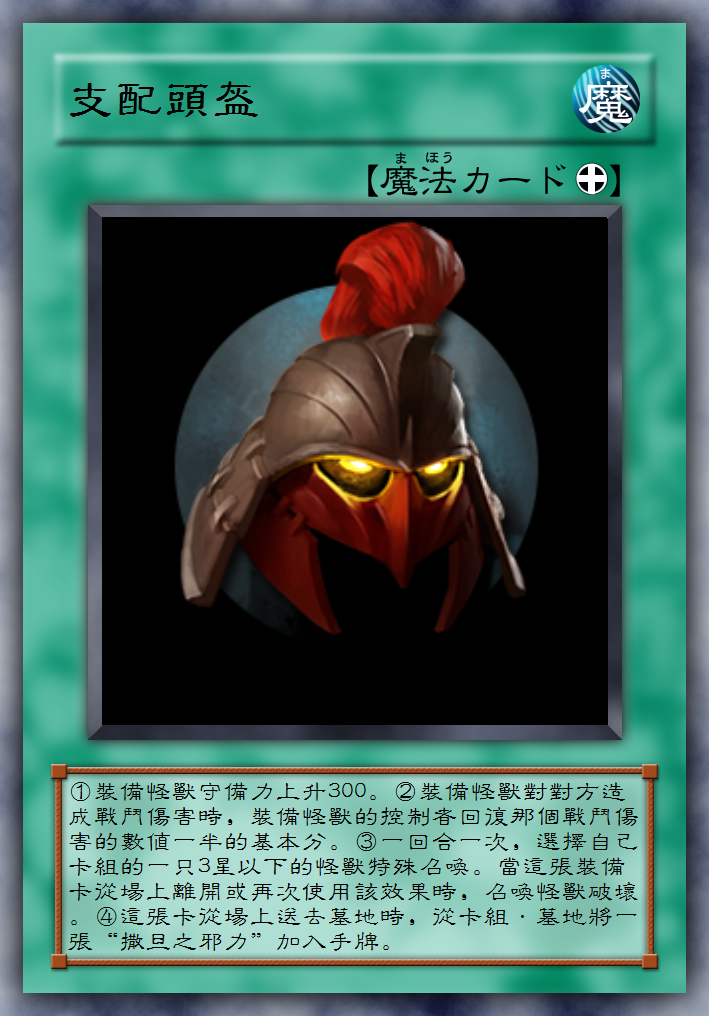 支配頭盔
ま
魔
ま ほう
【魔法カード】
①裝備怪獸守備力上升300。②裝備怪獸對對方造
成戰鬥傷害時，裝備怪獸的控制者回復那個戰鬥傷
害的數值一半的基本分。③一回合一次，選擇自己
卡組的一只3星以下的怪獸特殊召喚。當這張裝備
卡從場上離開或再次使用該效果時，召喚怪獸破壞
。④這張卡從場上送去墓地時，從卡組·墓地將一
張“撒旦之邪力”加入手牌。